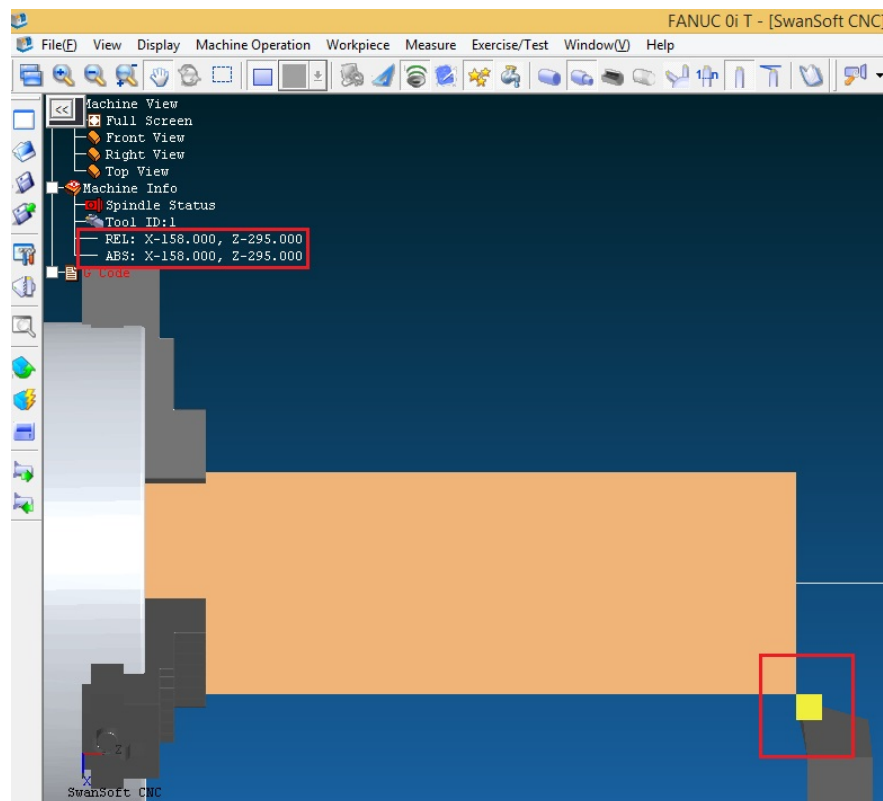 FANUC 0i T - [SwanSoft CNC]
File(F) View Display Machine Operation Workpiece Measure Exercise/Test Window(V) Help
<<
Machine View
Full Screen
Front View
Right View
Top View
Machine Info
Spindle Status
Tool ID:1
REL: X-158.000, Z-295.000
ABS: X-158.000, Z-295.000
G Code
Z
X
SwanSoft CNC